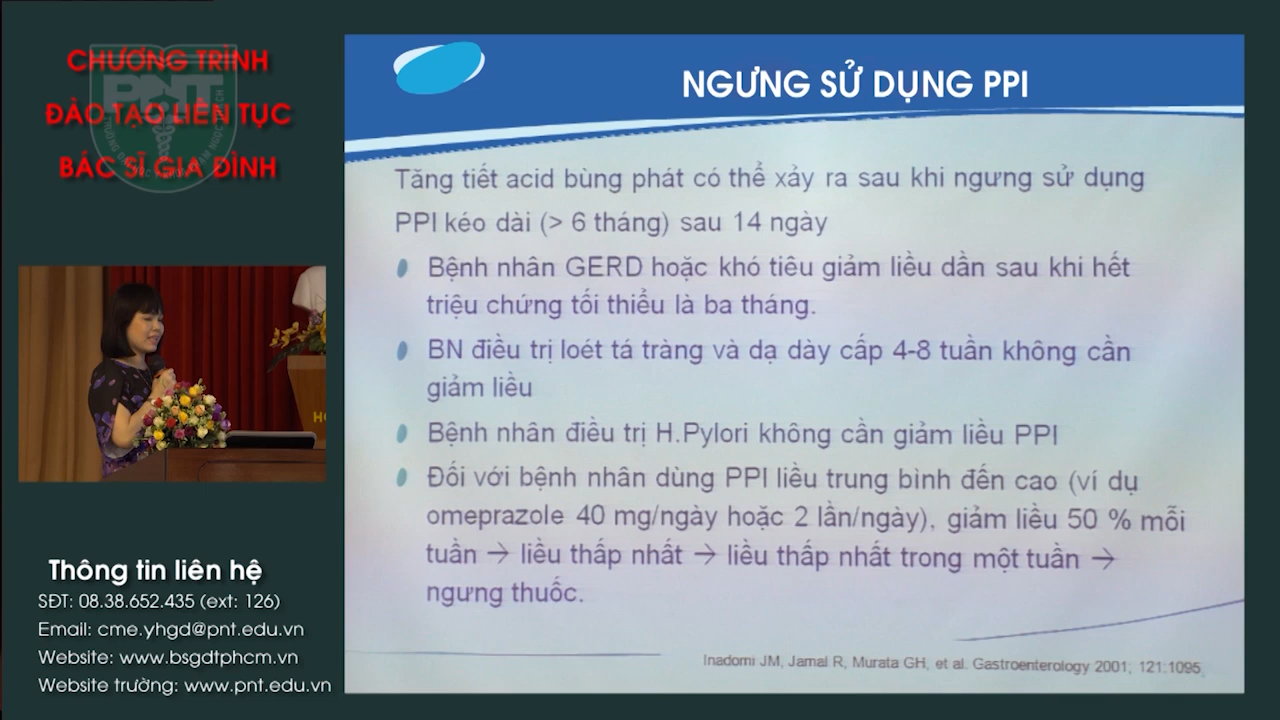 CHƯƠNG TRÌNH
ĐÀO TẠO LIÊN TỤC
BÁC SĨ GIA ĐÌNH
PNT
NGƯNG SỬ DỤNG PPI
Tăng tiết acid bùng phát có thể xảy ra sau khi ngưng sử dụng
PPI kéo dài (> 6 tháng) sau 14 ngày
Bệnh nhân GERD hoặc khó tiêu giảm liều dần sau khi hết
triệu chứng tối thiểu là ba tháng.
BN điều trị loét tá tràng và dạ dày cấp 4-8 tuần không cần
giảm liều
Bệnh nhân điều trị H.Pylori không cần giảm liều PPI
Đối với bệnh nhân dùng PPI liều trung bình đến cao (ví dụ
omeprazole 40 mg/ngày hoặc 2 lần/ngày), giảm liều 50 % mỗi
tuần → liều thấp nhất → liều thấp nhất trong một tuần →
ngưng thuốc.
Inadomi JM, Jamal R, Murata GH, et al. Gastroenterology 2001; 121:1095.
Thông tin liên hệ
SĐT: 08.38.652.435 (ext: 126)
Email: cme.yhgd@pnt.edu.vn
Website: www.bsgdtphcm.vn
Website trường: www.pnt.edu.vn